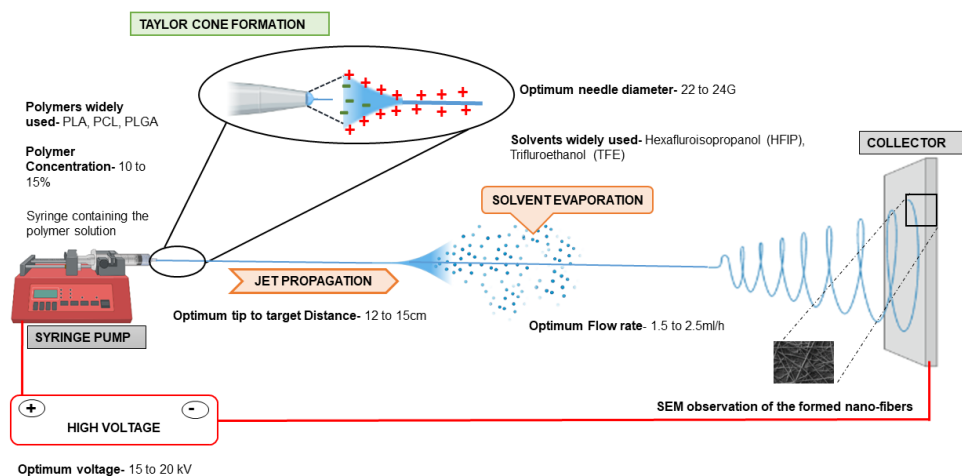 TAYLOR CONE FORMATION
Polymers widely
used- PLA, PCL, PLGA
Polymer
Concentration- 10 to
15%
Syringe containing the
polymer solution
Optimum needle diameter- 22 to 24G
Solvents widely used- Hexafluroisopropanol (HFIP),
Trifluroethanol (TFE)
COLLECTOR
SOLVENT EVAPORATION
JET PROPAGATION
Optimum tip to target Distance- 12 to 15cm
Optimum Flow rate- 1.5 to 2.5ml/h
SYRINGE PUMP
SEM observation of the formed nano-fibers
+
-
HIGH VOLTAGE
Optimum voltage- 15 to 20 kV